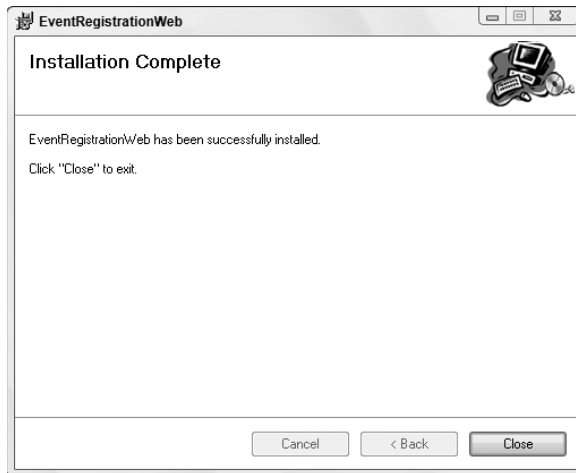 EventRegistrationWeb
Installation Complete
EventRegistrationWeb has been successfully installed.
Click "Close" to exit.
Cancel
< Back
Close